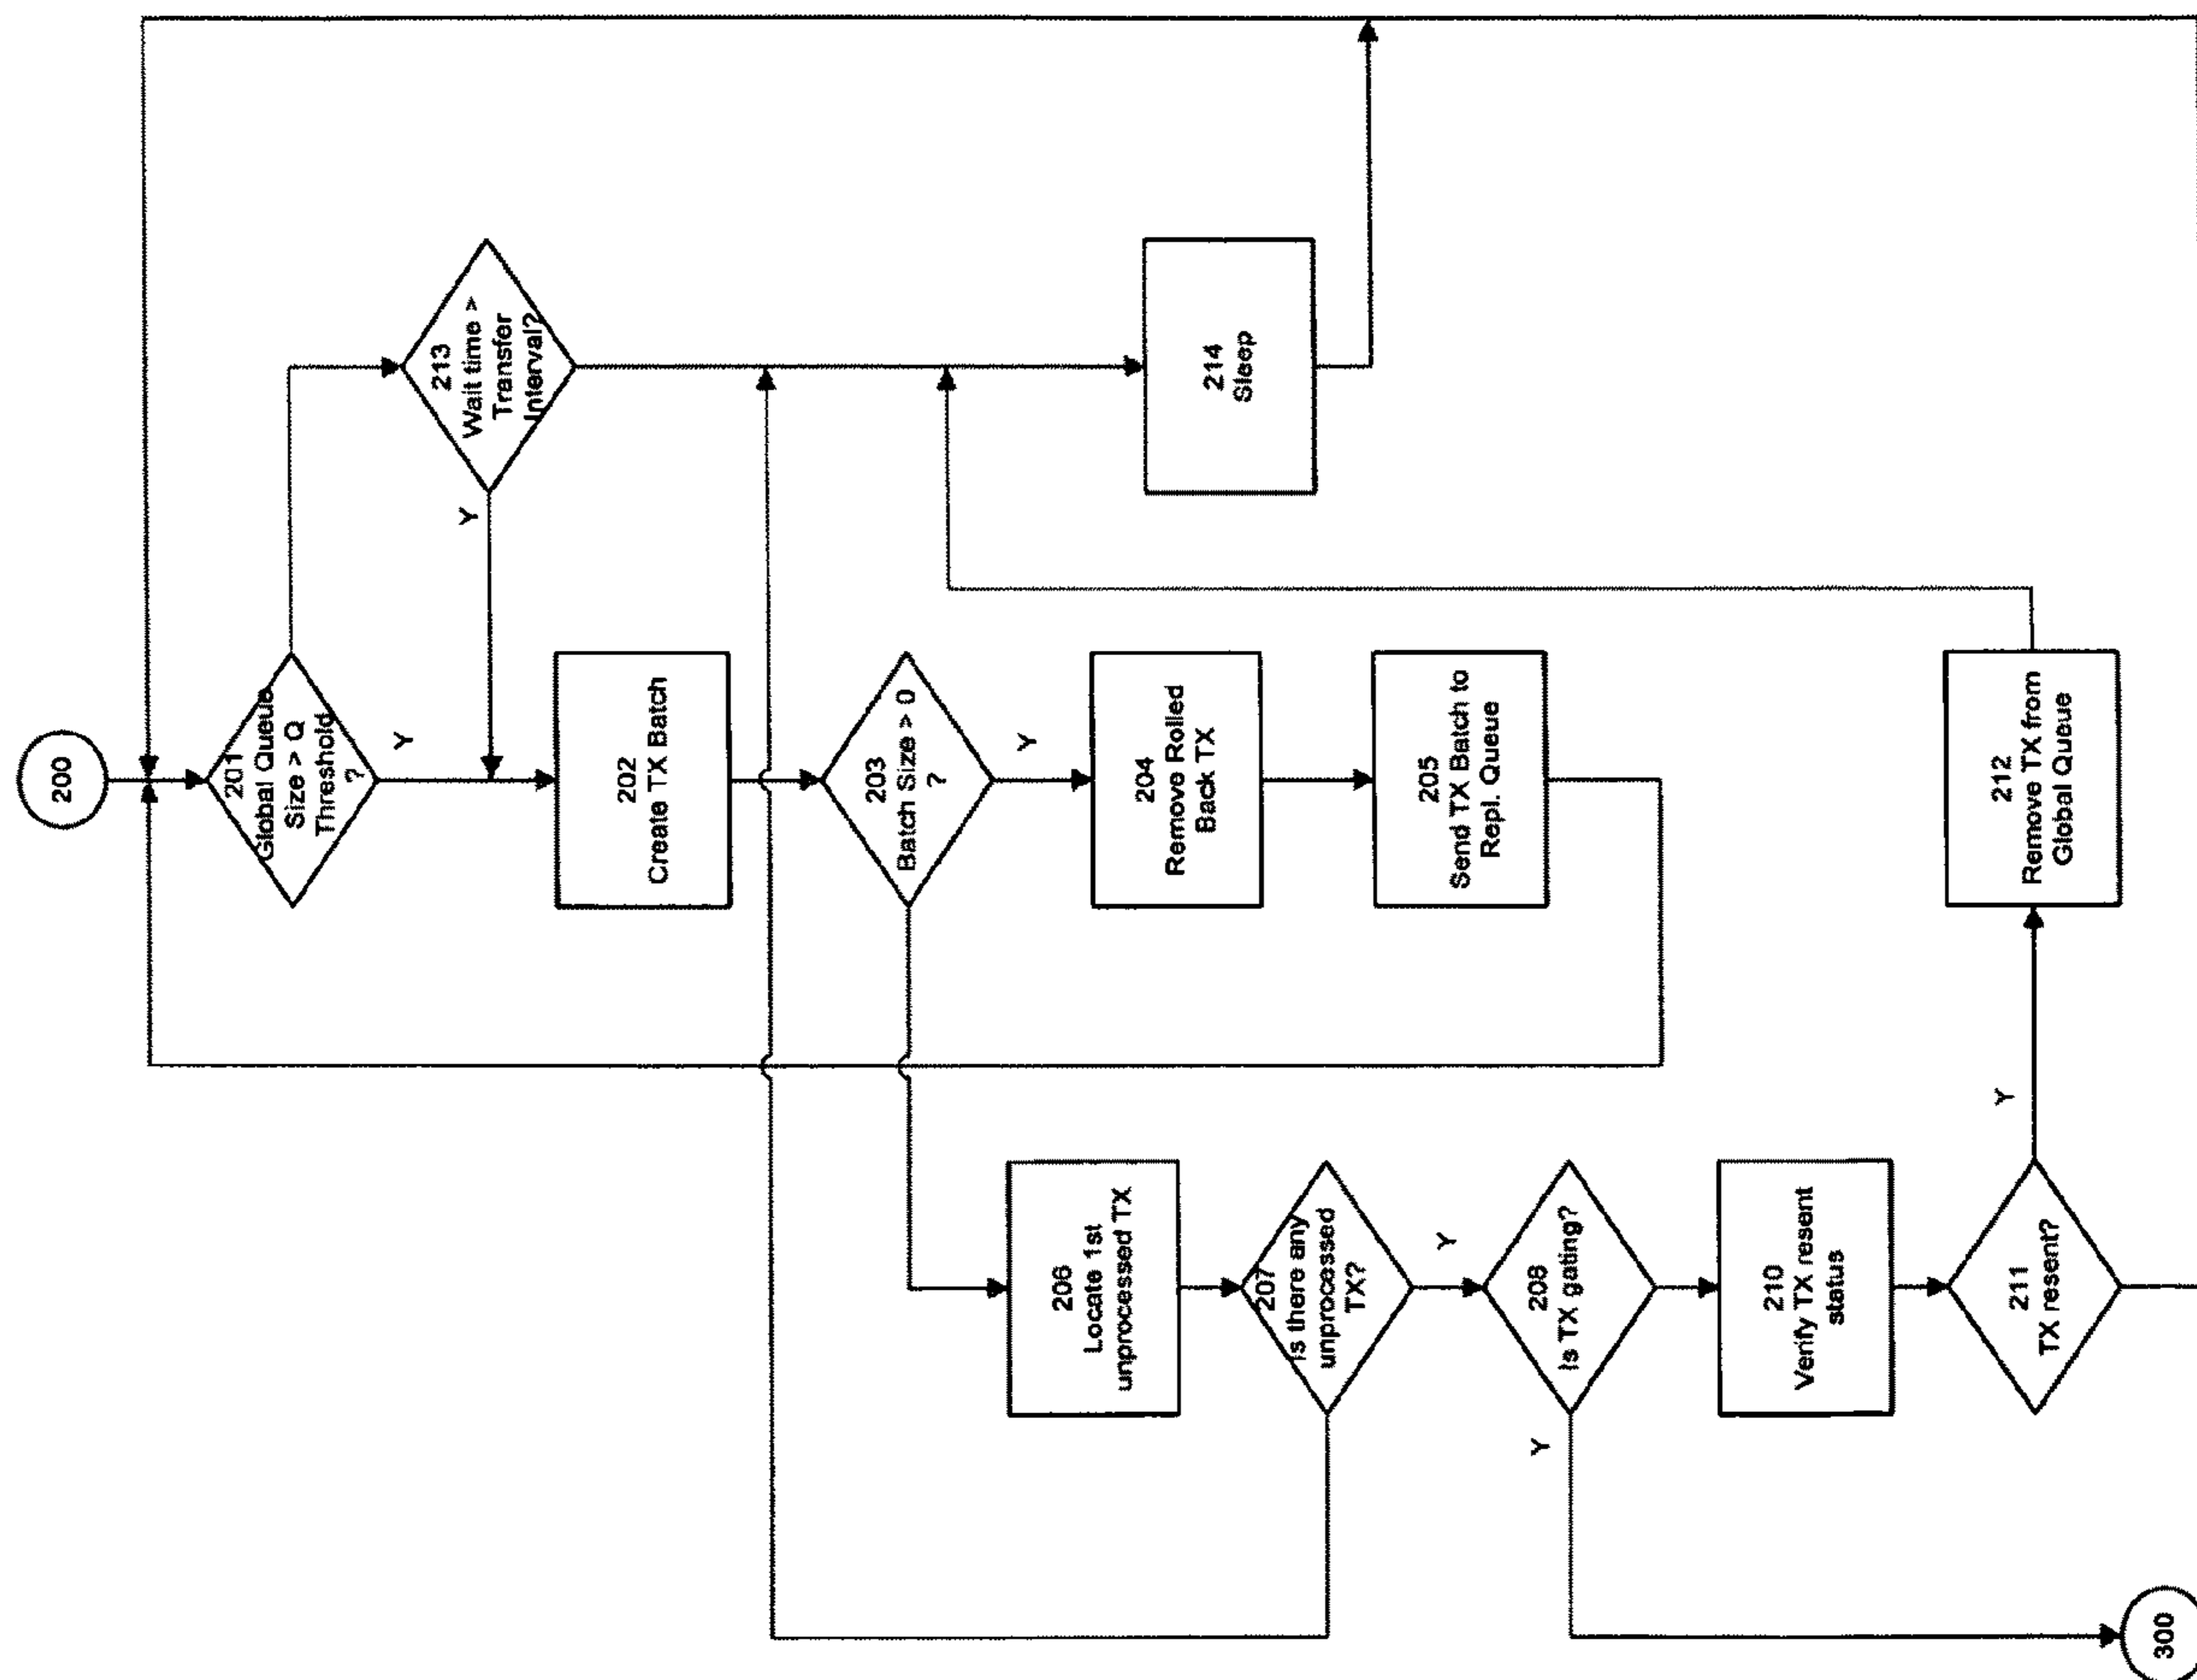 200
201
Global Queue
Size > Q
Threshold
?
Y
213
Wait time >
Transfer
Interval?
Y
202
Create TX Batch
203
Batch Size > 0
?
Y
204
Remove Rolled
Back TX
205
Send TX Batch to
Repl. Queue
206
Locate 1st
unprocessed TX
207
Is there any
unprocessed
TX?
Y
208
Is TX gating?
Y
210
Verify TX resent
status
211
TX resent?
Y
212
Remove TX from
Global Queue
214
Sleep
300